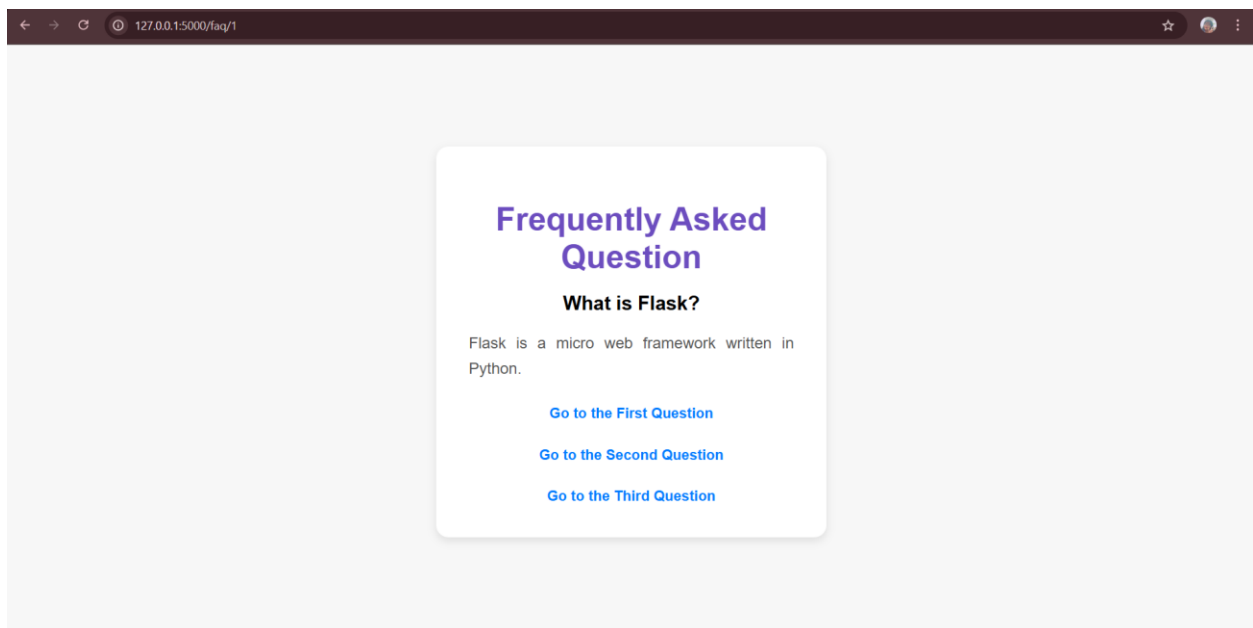 127.0.0.1:5000/faq/1
Frequently Asked
Question
What is Flask?
Flask is a micro web framework written in
Python.
Go to the First Question
Go to the Second Question
Go to the Third Question